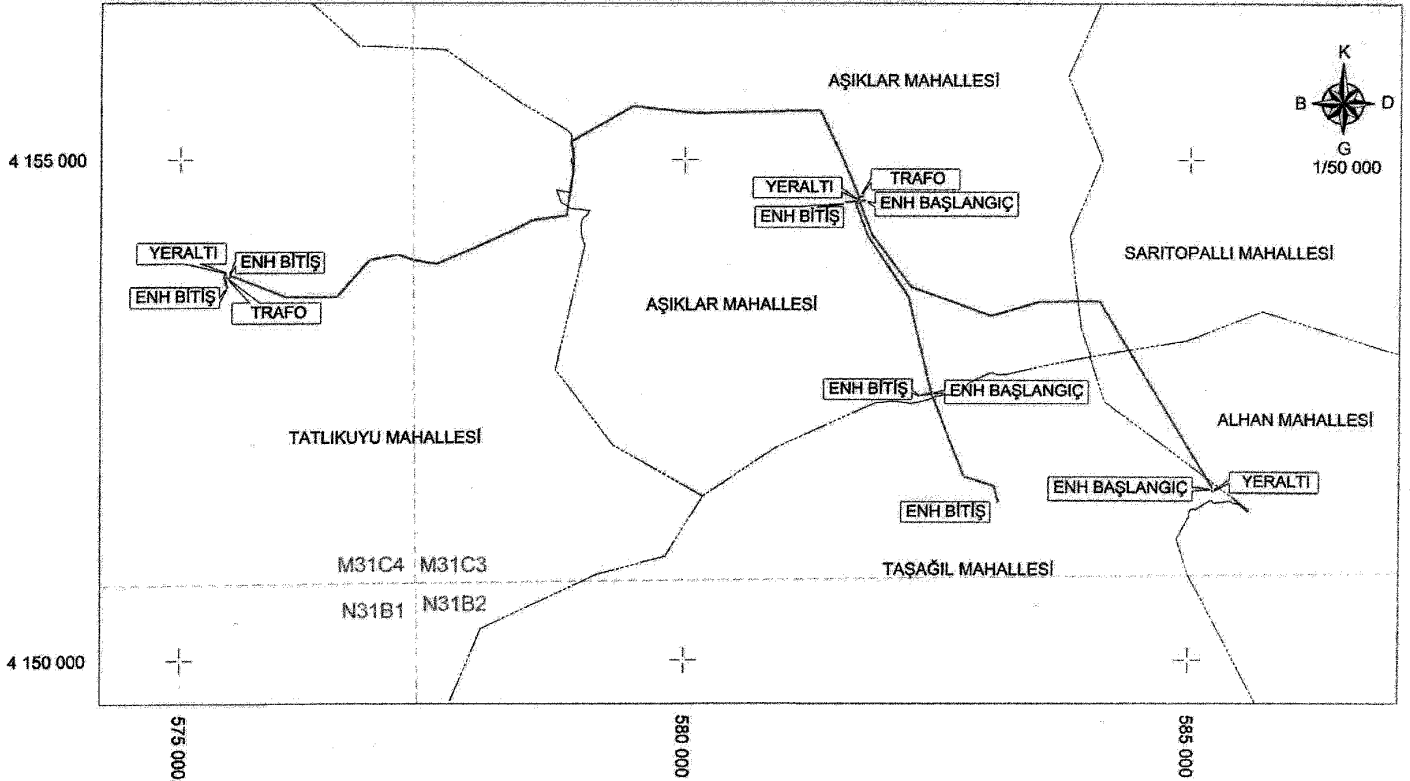 K
AŞIKLAR MAHALLESİ
B D
G
1/50 000
4 155 000
YERALTI
TRAFO
ENH BAŞLANGIÇ
ENH BİTİŞ
YERALTI
ENH BİTİŞ
ENH BİTİŞ
TRAFO
SARITOPALLI MAHALLESİ
AŞIKLAR MAHALLESİ
ENH BİTİŞ
ENH BAŞLANGIÇ
TATLIKUYU MAHALLESİ
ALHAN MAHALLESİ
ENH BAŞLANGIÇ
YERALTI
ENH BİTİŞ
M31C4 M31C3
TAŞAĞIL MAHALLESİ
N31B1 N31B2
4 150 000
575 000
580 000
585 000